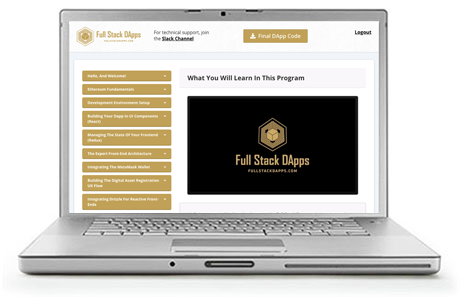 Full Stack DApps
FULLSTACKDAPPS.COM
For technical support, join
the Slack Channel
Final DApp Code
Logout
Hello, And Welcome!
Ethereum Fundamentals
Development Environment Setup
Building Your Dapp In UI Components
(React)
Managing The State Of Your Frontend
(Redux)
The Expert Front-End Architecture
Integrating The MetaMask Wallet
Building The Digital Asset Registration
Integrating Drizzle For Reactive Front-
Ends
What You Will Learn In This Program
Full Stack DApps
FULLSTACKDAPPS.COM